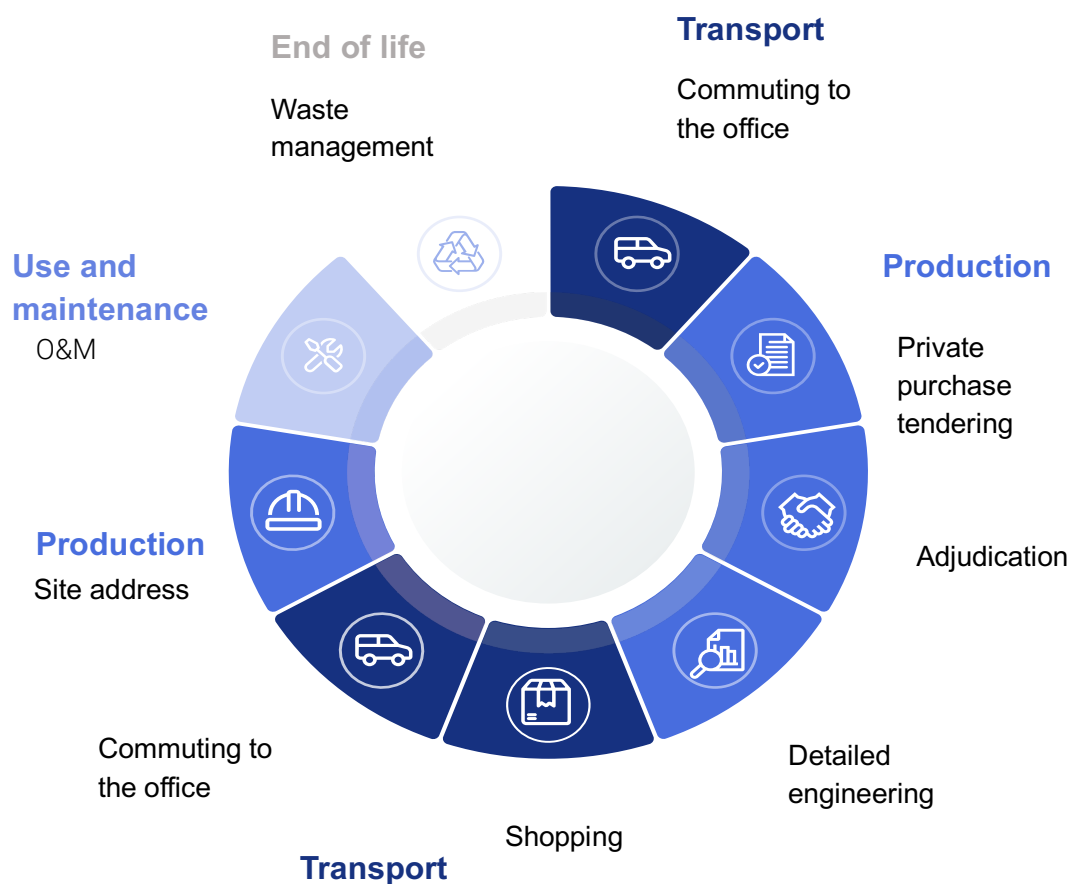 Transport
Commuting to
the office
Production
Private
purchase
tendering
Adjudication
Detailed
engineering
Shopping
Transport
Commuting to
the office
Production
Site address
Use and
maintenance
O&M
End of life
Waste
management